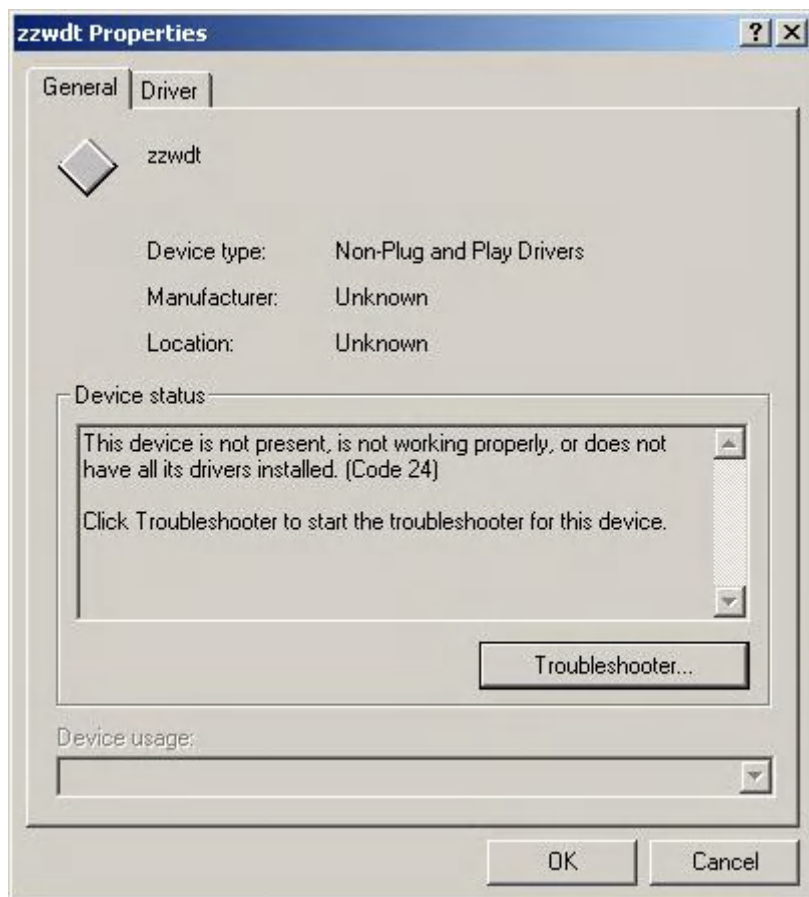 zzwdt Properties
General
Driver
zzwdt
Device type: Non-Plug and Play Drivers
Manufacturer: Unknown
Location: Unknown
Device status
This device is not present, is not working properly, or does not
have all its drivers installed. (Code 24)
Click Troubleshooter to start the troubleshooter for this device.
Troubleshooter...
Device usage:
OK
Cancel